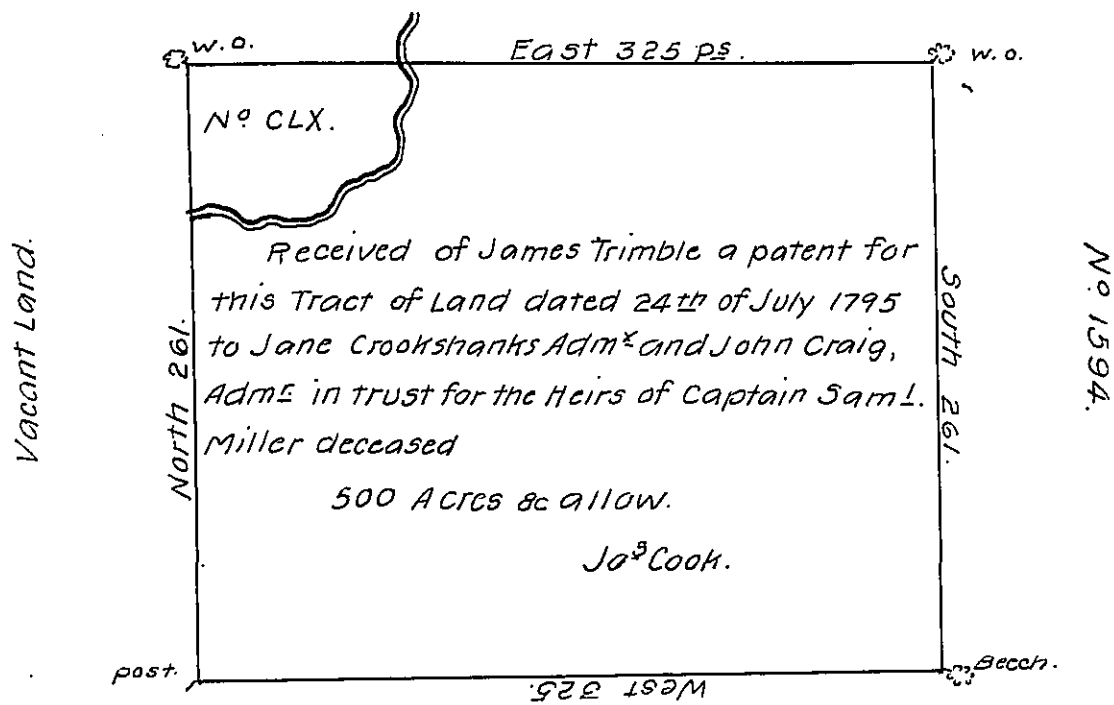 W.O.
East 325 ps.
W.O.
No CLX.
Vacant Land.
North 261.
Received of James Trimble a patent for
this Tract of Land dated 24th of July 1795
to Jane Crookshanks Admx and John Craig,
Admr in trust for the Heirs of Captain Saml.
Miller deceased
500 Acres &c allow.
Jas Cook.
South 261.
No 1594.
post.
West 325.
Beech.